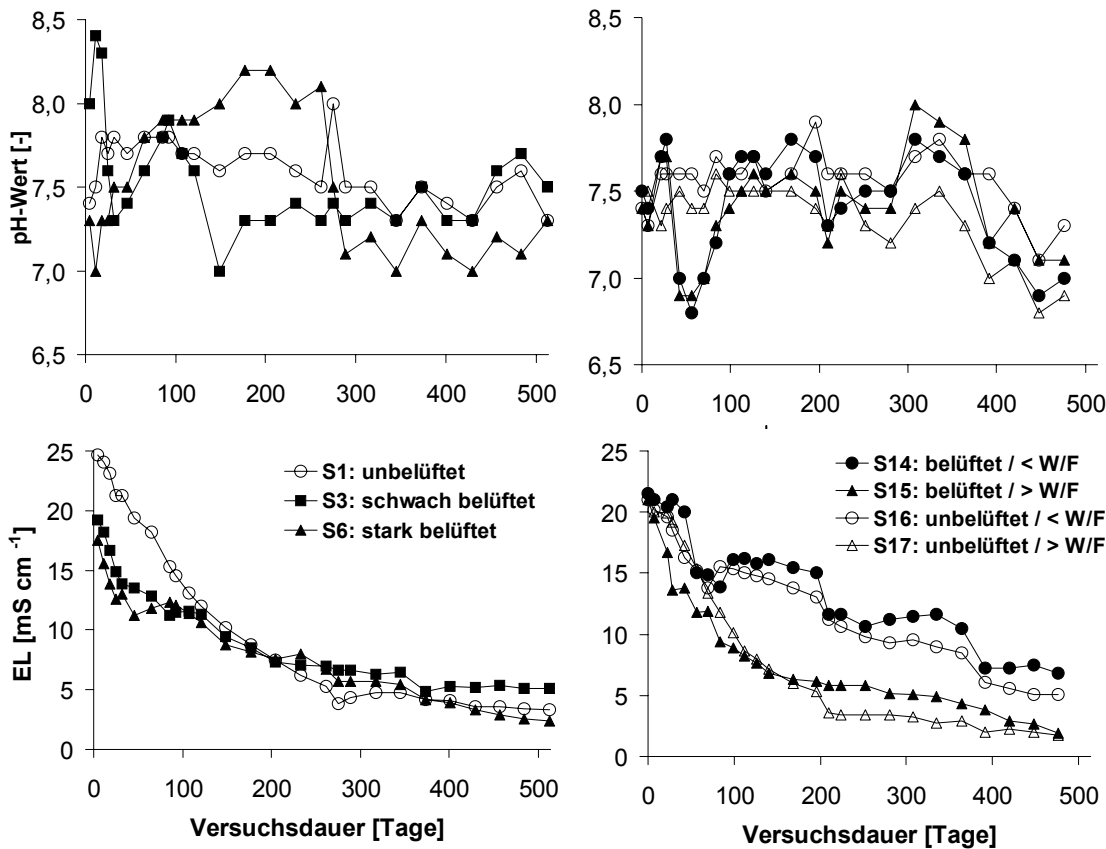 8,5
8,0
7,5
7,0
6,5
pH-Wert [-]
0 100 200 300 400 500
8,5
8,0
7,5
7,0
6,5
0 100 200 300 400 500
25
20
15
10
5
0
EL [mS cm -1]
S1: unbelüftet
S3: schwach belüftet
S6: stark belüftet
0 100 200 300 400 500
Versuchsdauer [Tage]
25
20
15
10
5
0
S14: belüftet / < W/F
S15: belüftet / > W/F
S16: unbelüftet / < W/F
S17: unbelüftet / > W/F
0 100 200 300 400 500
Versuchsdauer [Tage]